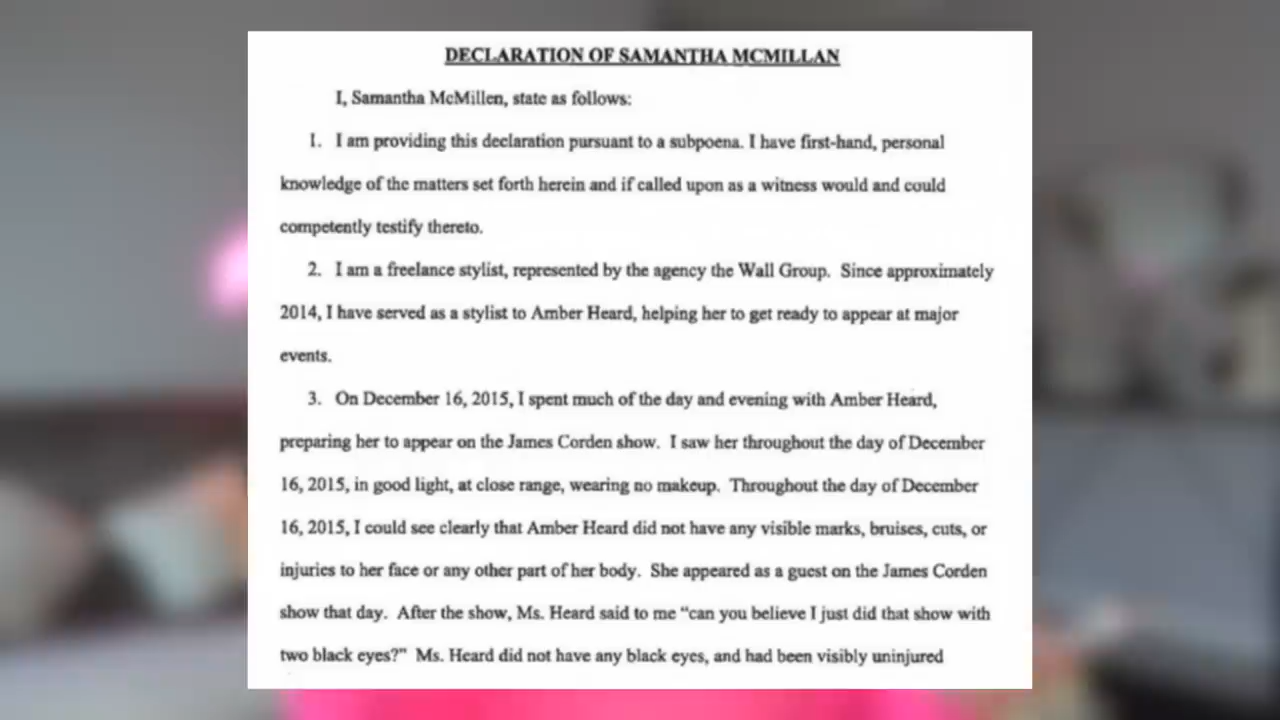 DECLARATION OF SAMANTHA MCMILLAN
I, Samantha McMillen, state as follows:
1. I am providing this declaration pursuant to a subpoena. I have first-hand, personal
knowledge of the matters set forth herein and if called upon as a witness would and could
competently testify thereto.
2. I am a freelance stylist, represented by the agency the Wall Group. Since approximately
2014, I have served as a stylist to Amber Heard, helping her to get ready to appear at major
events.
3. On December 16, 2015, I spent much of the day and evening with Amber Heard,
preparing her to appear on the James Corden show. I saw her throughout the day of December
16, 2015, in good light, at close range, wearing no makeup. Throughout the day of December
16, 2015, I could see clearly that Amber Heard did not have any visible marks, bruises, cuts, or
injuries to her face or any other part of her body. She appeared as a guest on the James Corden
show that day. After the show, Ms. Heard said to me “can you believe I just did that show with
two black eyes?” Ms. Heard did not have any black eyes, and had been visibly uninjured